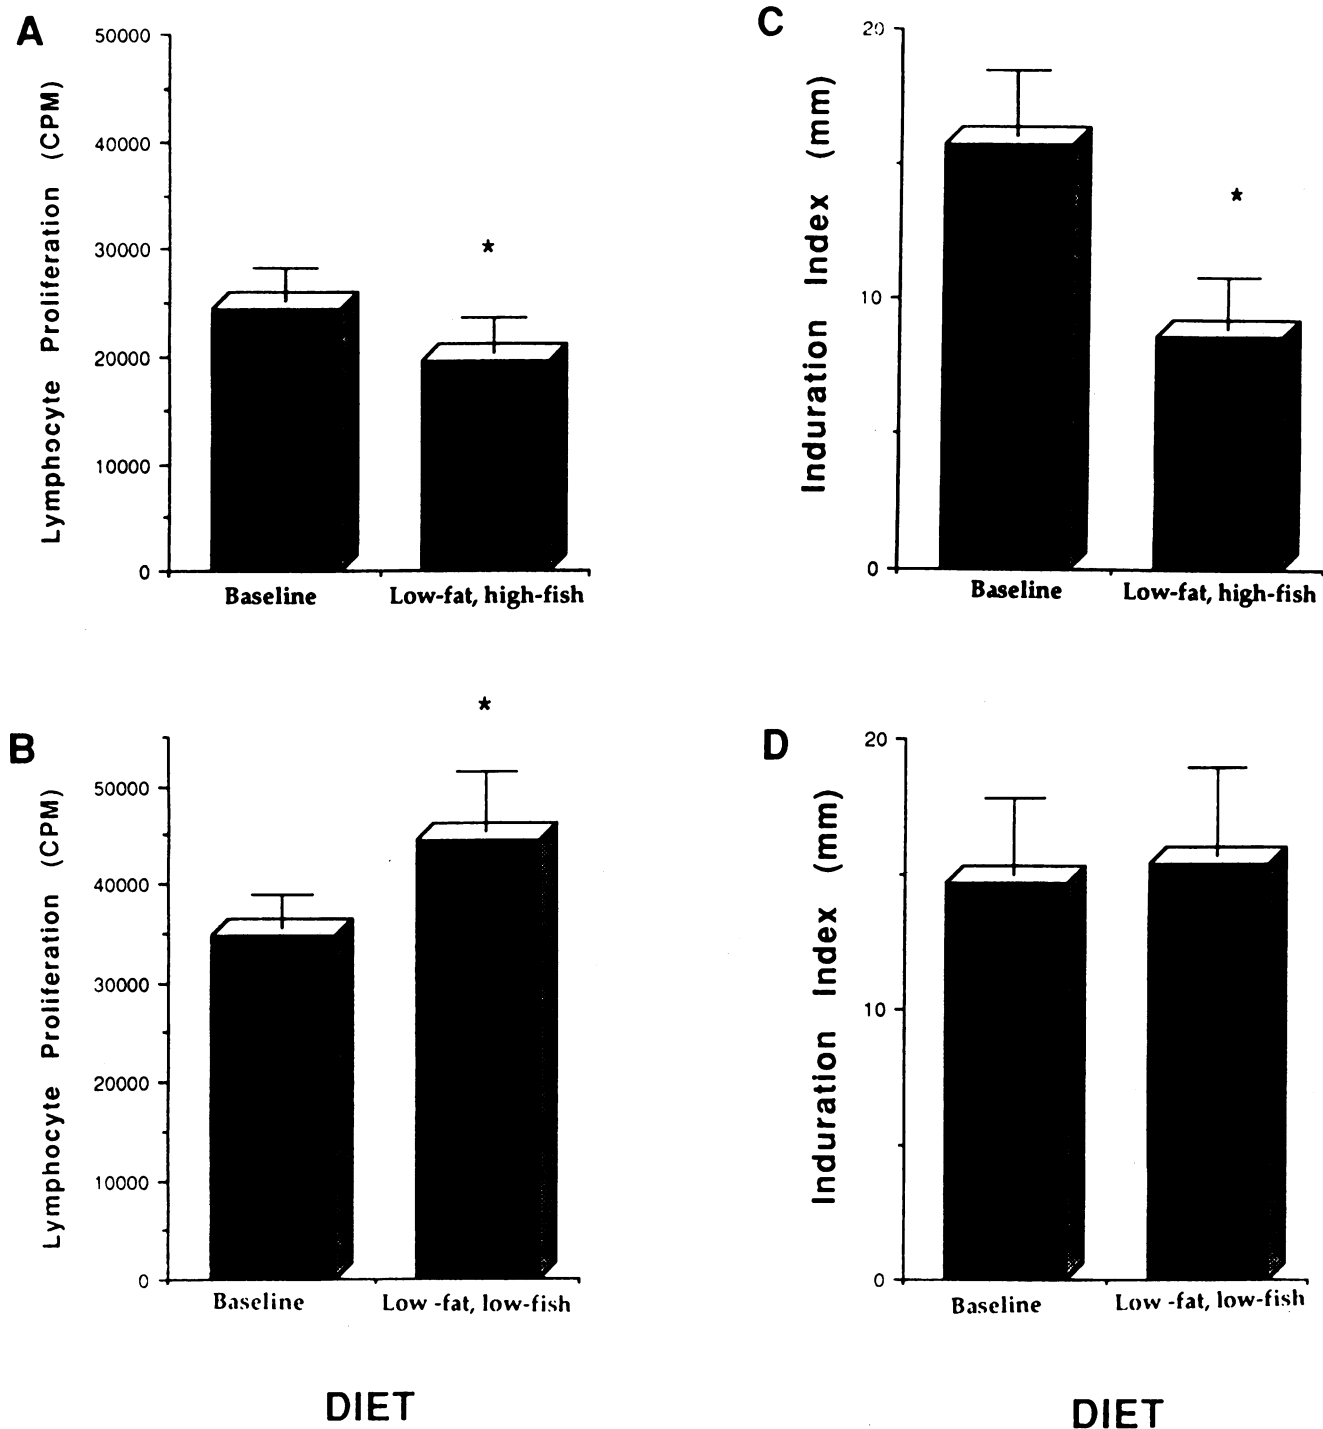 A
Lymphocyte Proliferation (CPM)
50000
40000
30000
20000
10000
0
*
Baseline
Low-fat, high-fish
C
Induration Index (mm)
20
10
0
*
Baseline
Low-fat, high-fish
B
Lymphocyte Proliferation (CPM)
50000
40000
30000
20000
10000
0
*
Baseline
Low -fat, low-fish
DIET
D
Induration Index (mm)
20
10
0
Baseline
Low -fat, low-fish
DIET